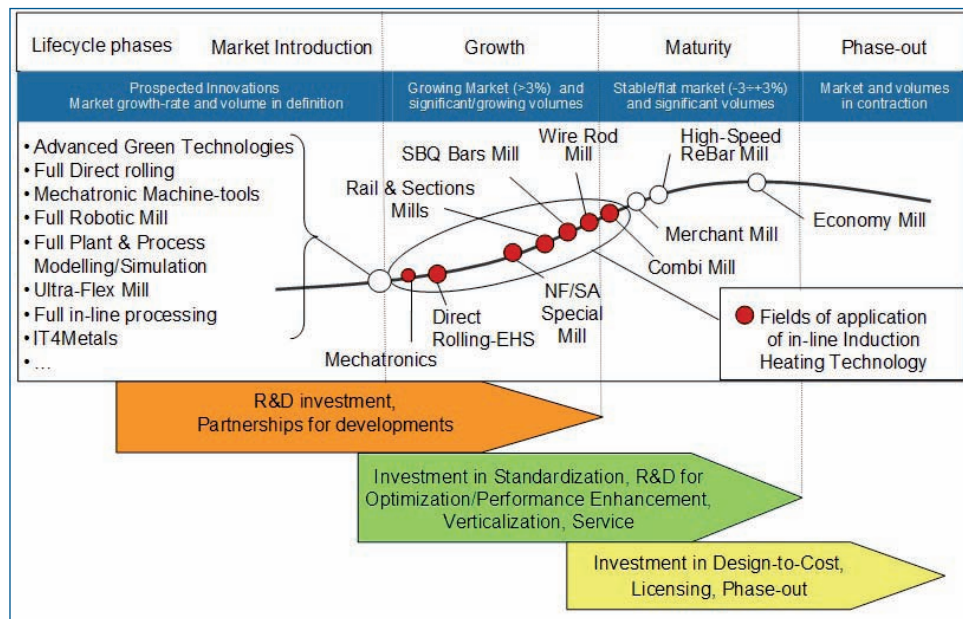 Lifecycle phases
Market Introduction
Growth
Maturity
Phase-out
Prospected Innovations
Market growth-rate and volume in definition
Growing Market (>3%) and
significant/growing volumes
Stable/flat market (-3÷+3%)
and significant volumes
Market and volumes
in contraction
• Advanced Green Technologies
• Full Direct rolling
• Mechatronic Machine-tools
• Full Robotic Mill
• Full Plant & Process
Modelling/Simulation
• Ultra-Flex Mill
• Full in-line processing
• IT4Metals
• ...
Mechatronics
Direct
Rolling-EHS
Rail & Sections
Mills
SBQ Bars Mill
NF/SA
Special
Mill
Wire Rod
Mill
Combi Mill
Merchant Mill
High-Speed
ReBar Mill
Economy Mill
Fields of application
of in-line Induction
Heating Technology
R&D investment,
Partnerships for developments
Investment in Standardization, R&D for
Optimization/Performance Enhancement,
Verticalization, Service
Investment in Design-to-Cost,
Licensing, Phase-out